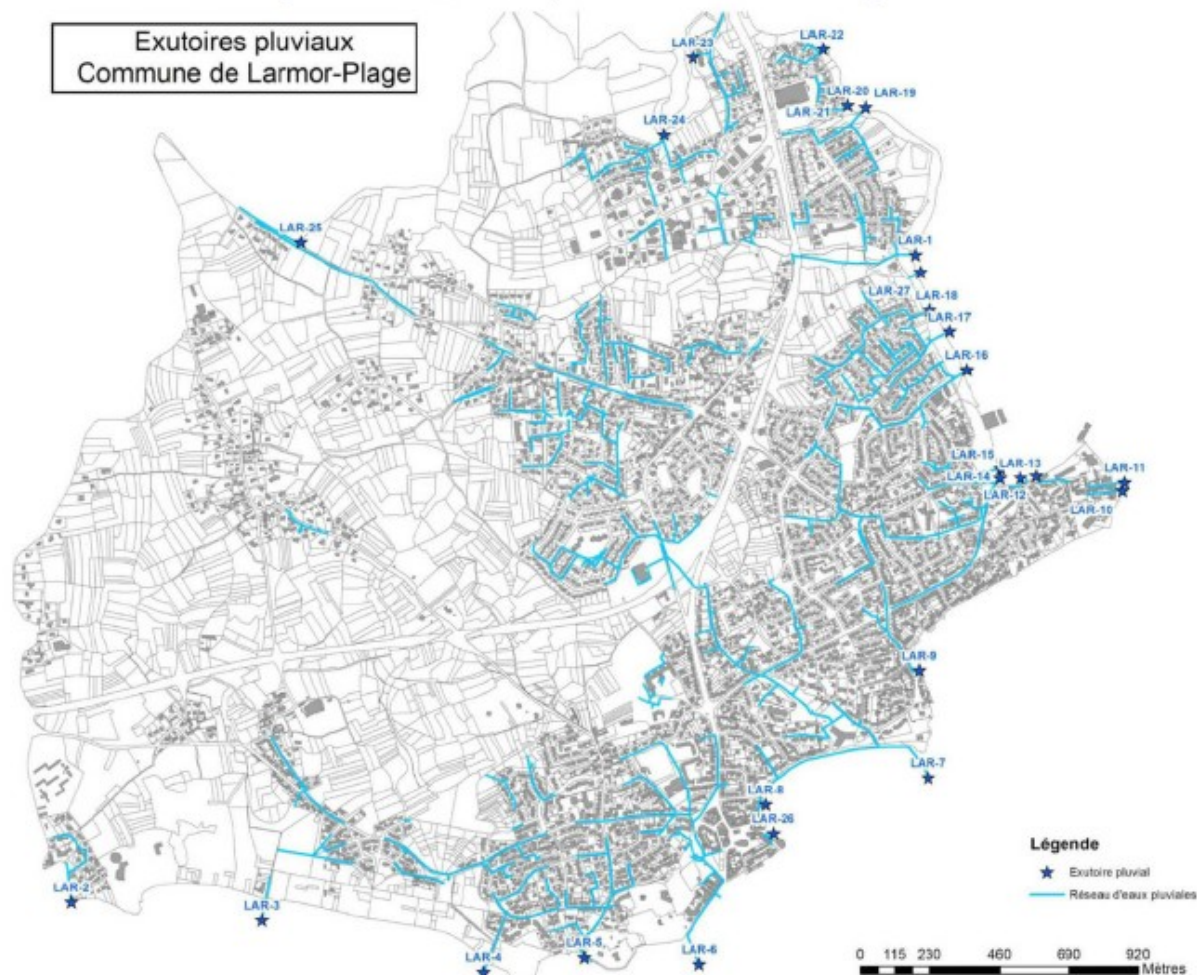 Exutoires pluviaux
Commune de Larmor-Plage
LAR-23
LAR-22
LAR-20
LAR-19
LAR-21
LAR-24
LAR-25
LAR-1
LAR-27
LAR-18
LAR-17
LAR-16
LAR-15
LAR-13
LAR-11
LAR-14
LAR-12
LAR-10
LAR-9
LAR-7
LAR-8
LAR-26
LAR-2
LAR-3
LAR-4
LAR-5
LAR-6
Légende
Exutoire pluvial
Réseau d'eaux pluviales
0 115 230 460 690 920
Mètres